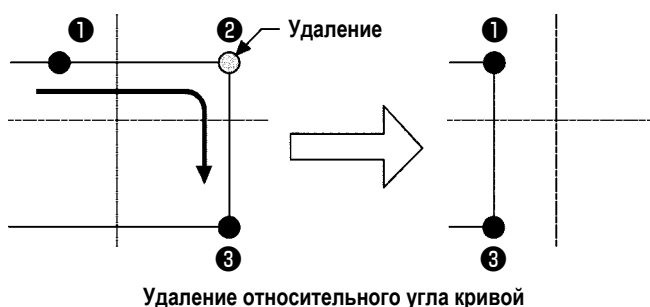 ❶ ❷ Удаление ❶
❸ ❸
Удаление относительного угла кривой